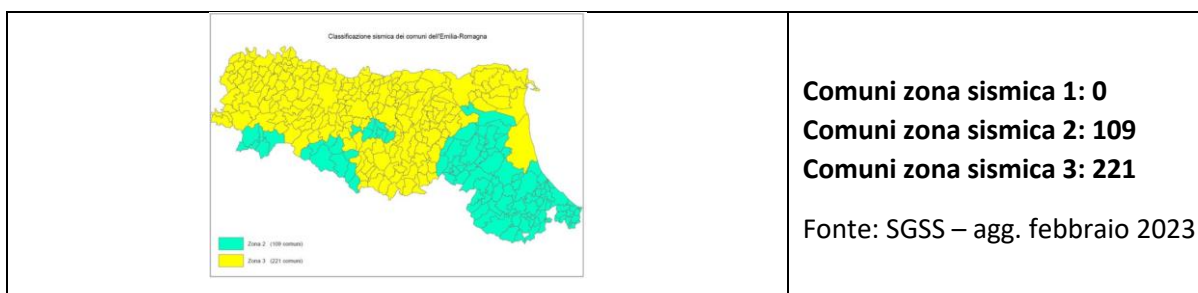 Classificazione sismica dei comuni dell'Emilia-Romagna
Zona 2 (109 comuni)
Zona 3 (221 comuni)
Comuni zona sismica 1: 0
Comuni zona sismica 2: 109
Comuni zona sismica 3: 221
Fonte: SGSS – agg. febbraio 2023